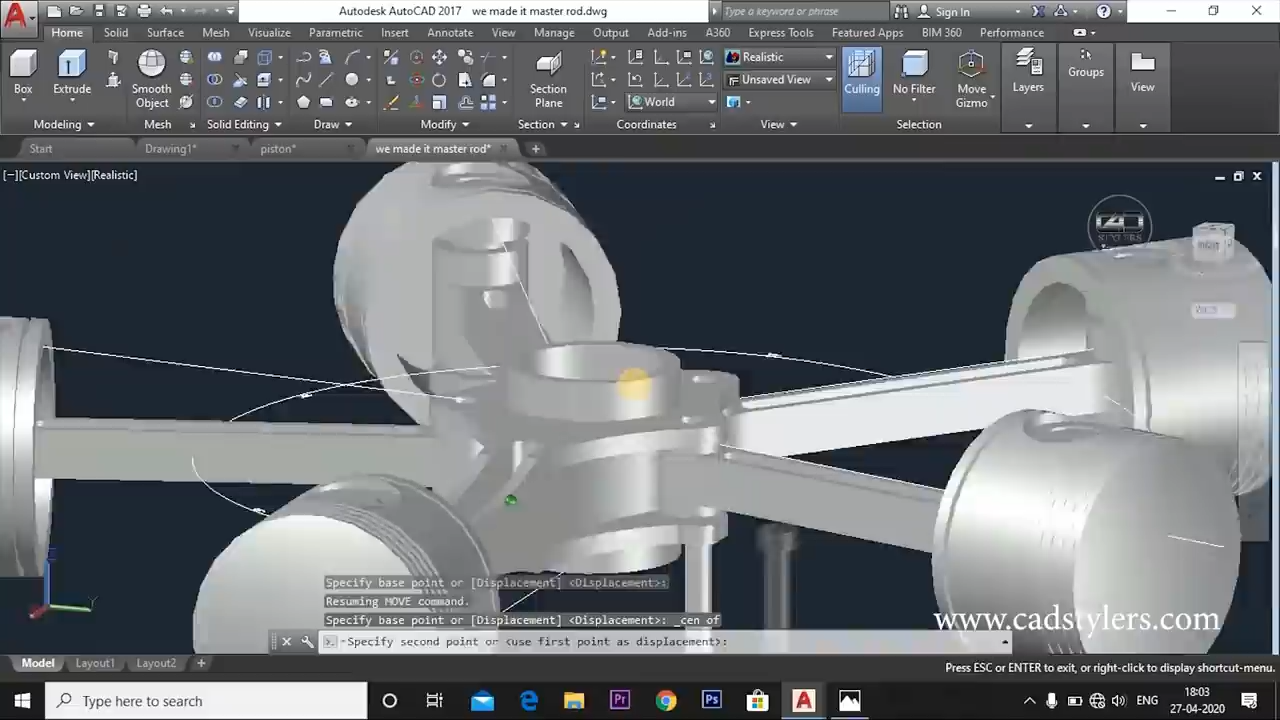 Autodesk AutoCAD 2017 we made it master rod.dwg
Type a keyword or phrase
Sign In
Home Solid Surface Mesh Visualize Parametric Insert Annotate View Manage Output Add-ins A360 Express Tools Featured Apps BIM 360 Performance
Box Extrude Smooth Object Section Plane Realistic Unsaved View World Culling No Filter Move Gizmo Layers Groups View
Modeling Mesh Solid Editing Draw Modify Section Coordinates View Selection
Start Drawing1* piston* we made it master rod*
[−][Custom View][Realistic]
Specify base point or [Displacement] <Displacement>:
Resuming MOVE command.
Specify base point or [Displacement] <Displacement>: _cen of
Specify second point or <use first point as displacement>:
www.cadstylers.com
Model Layout1 Layout2
Press ESC or ENTER to exit, or right-click to display shortcut-menu.
Type here to search
ENG
18:03
27-04-2020